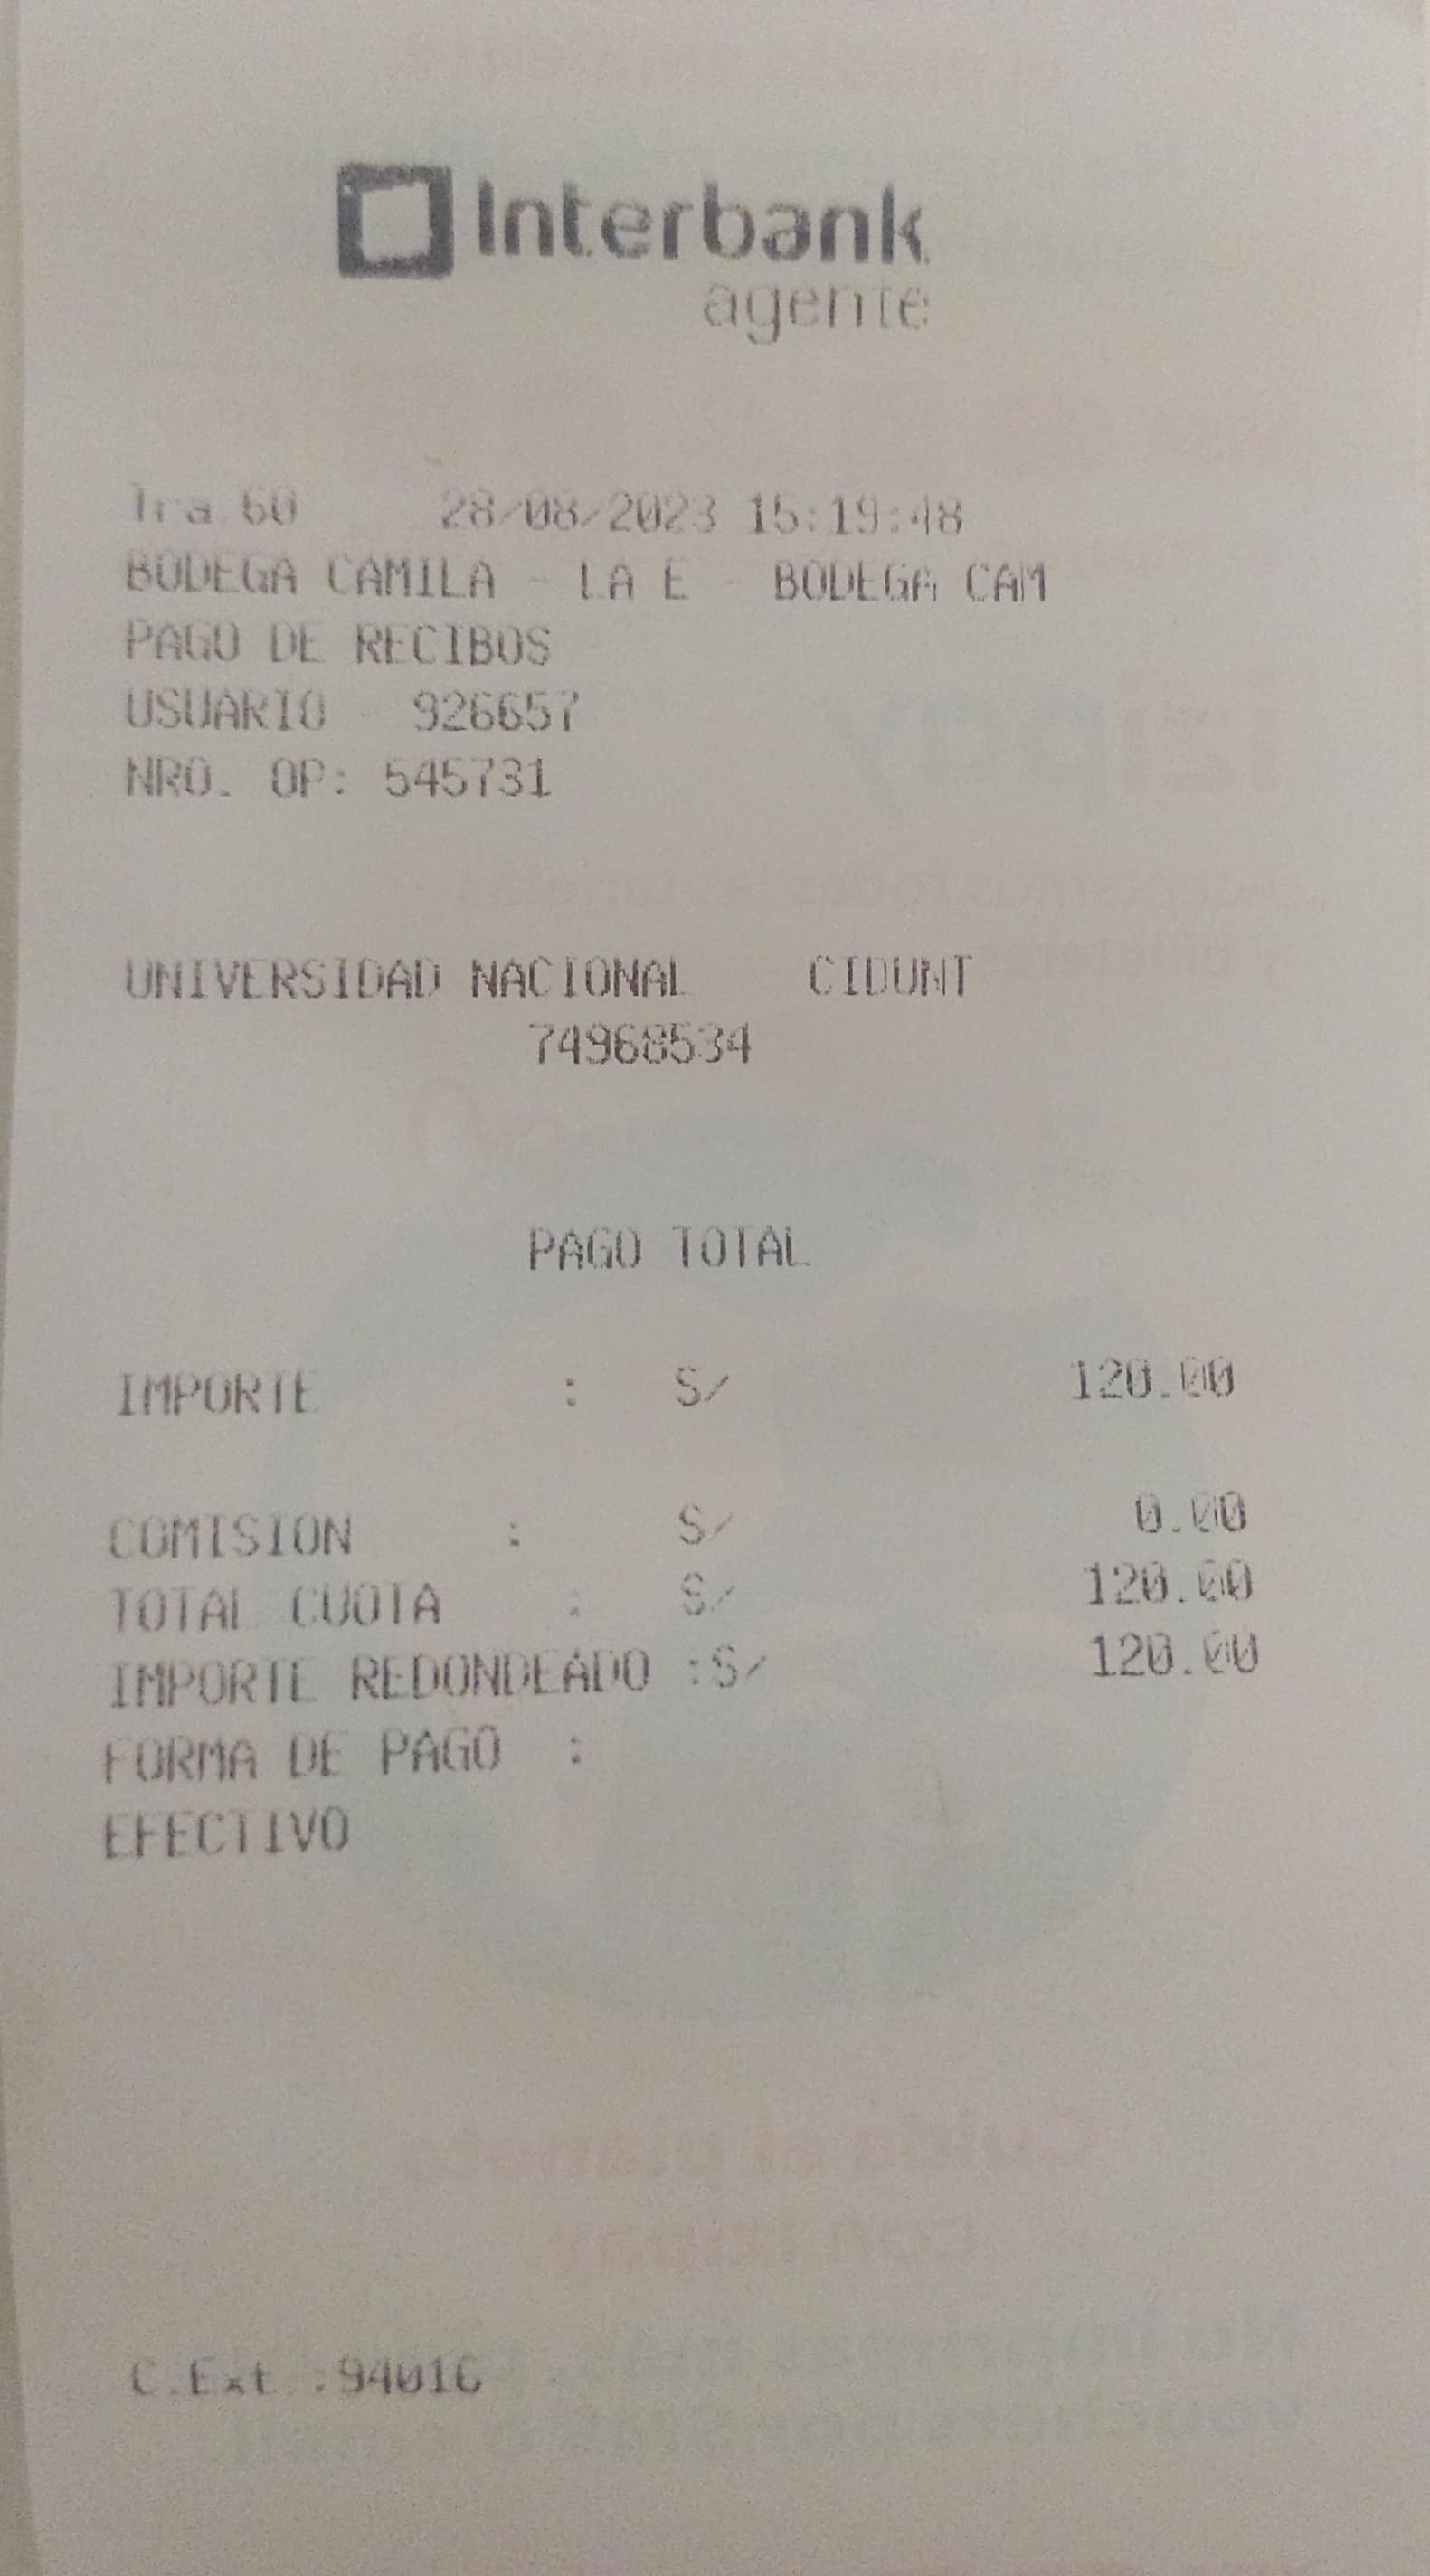 Interbank
agente
Tra.60 28/08/2023 15:19:48
BODEGA CAMILA - LA E - BODEGA CAM
PAGO DE RECIBOS
USUARIO - 926657
NRO. OP: 545731
UNIVERSIDAD NACIONAL CIDUNT
74968534
PAGO TOTAL
IMPORTE : S/ 120.00
COMISION : S/ 0.00
TOTAL CUOTA : S/ 120.00
IMPORTE REDONDEADO :S/ 120.00
FORMA DE PAGO :
EFECTIVO
C.Ext.:94016